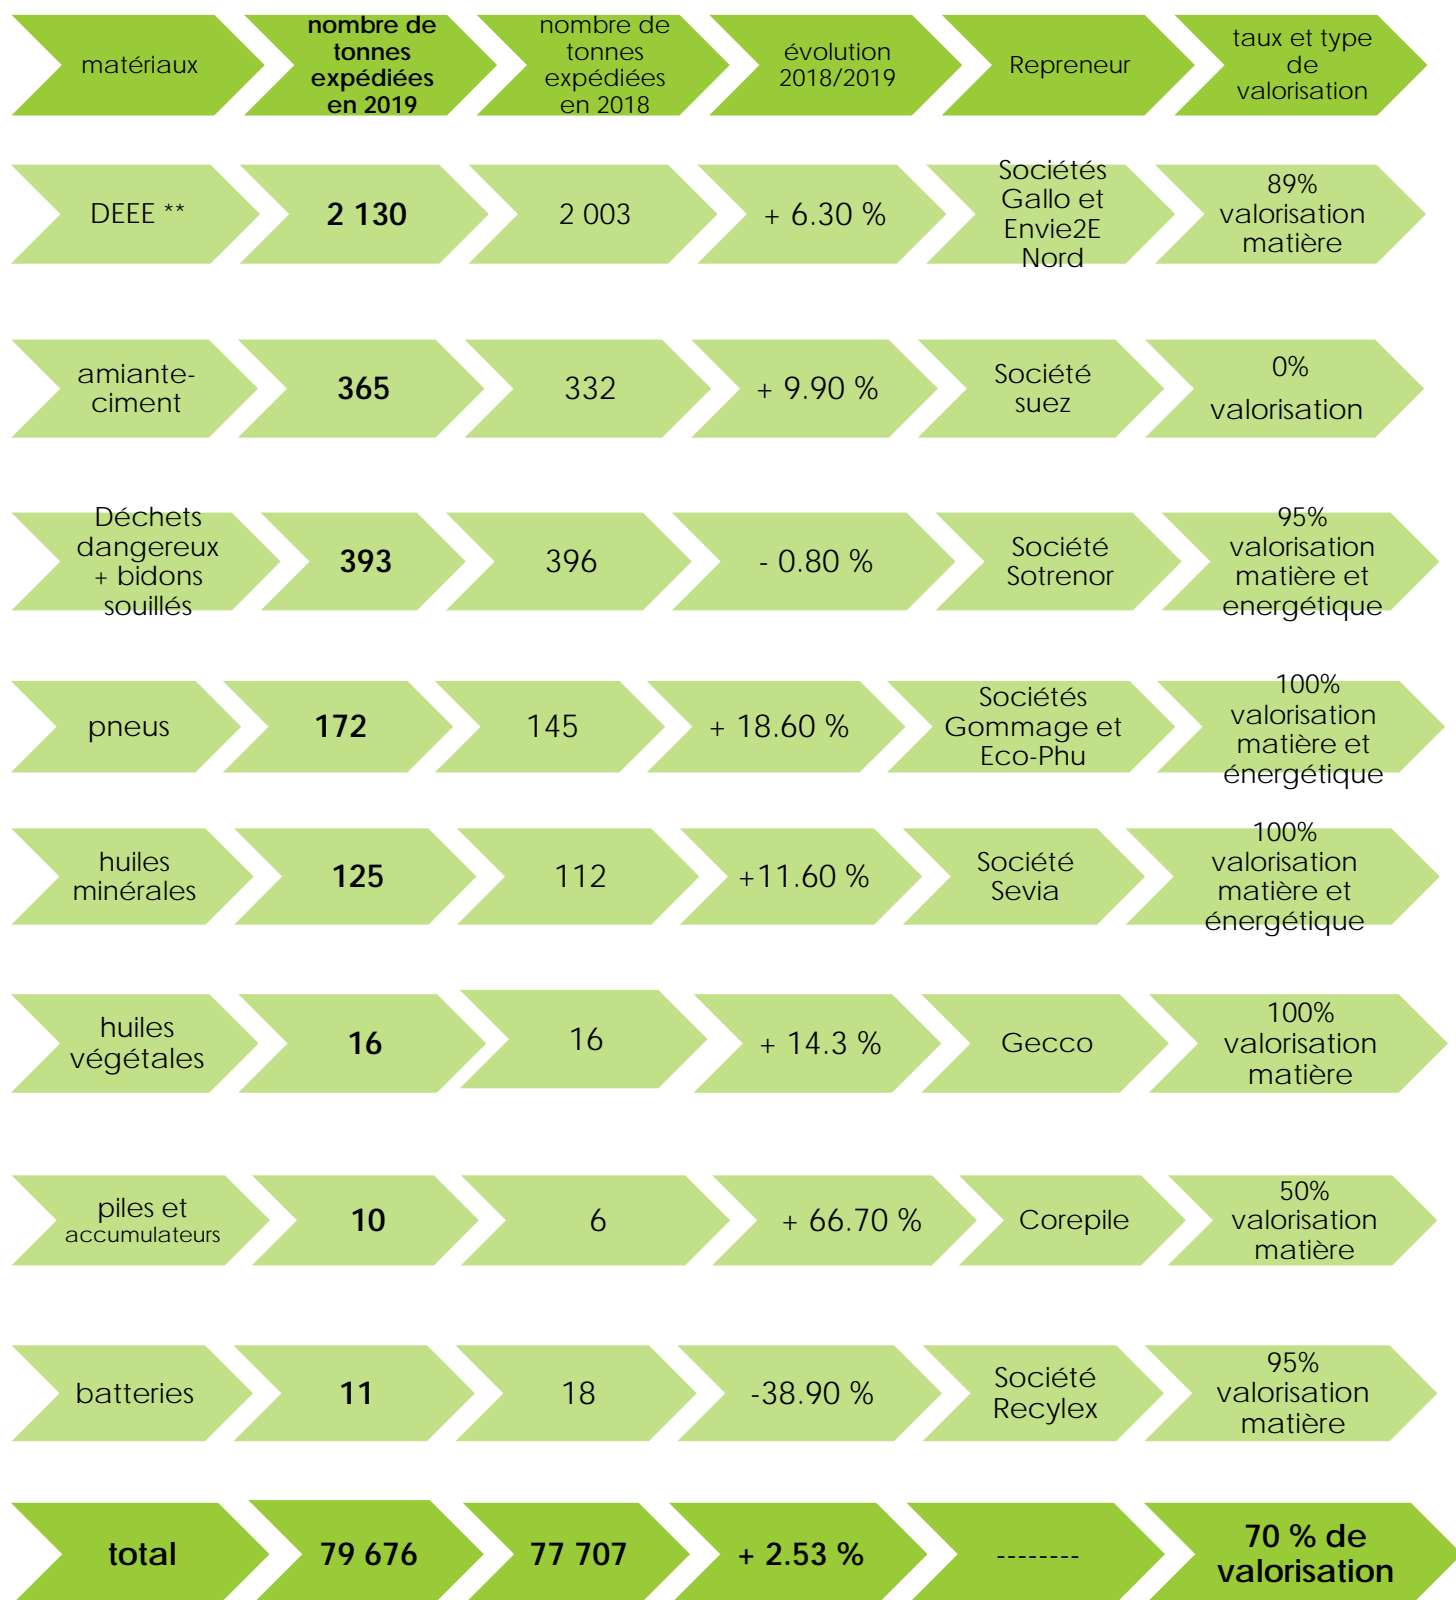 matériaux
nombre de
tonnes
expédiées
en 2019
nombre de
tonnes
expédiées
en 2018
évolution
2018/2019
Repreneur
taux et type
de
valorisation
DEEE **
2 130
2 003
+ 6.30 %
Sociétés
Gallo et
Envie2E
Nord
89%
valorisation
matière
amiante-
ciment
365
332
+ 9.90 %
Société
suez
0%
valorisation
Déchets
dangereux
+ bidons
souillés
393
396
- 0.80 %
Société
Sotrenor
95%
valorisation
matière et
energétique
pneus
172
145
+ 18.60 %
Sociétés
Gommage et
Eco-Phu
100%
valorisation
matière et
énergétique
huiles
minérales
125
112
+11.60 %
Société
Sevia
100%
valorisation
matière et
énergétique
huiles
végétales
16
16
+ 14.3 %
Gecco
100%
valorisation
matière
piles et
accumulateurs
10
6
+ 66.70 %
Corepile
50%
valorisation
matière
batteries
11
18
-38.90 %
Société
Recylex
95%
valorisation
matière
total
79 676
77 707
+ 2.53 %
--------
70 % de
valorisation